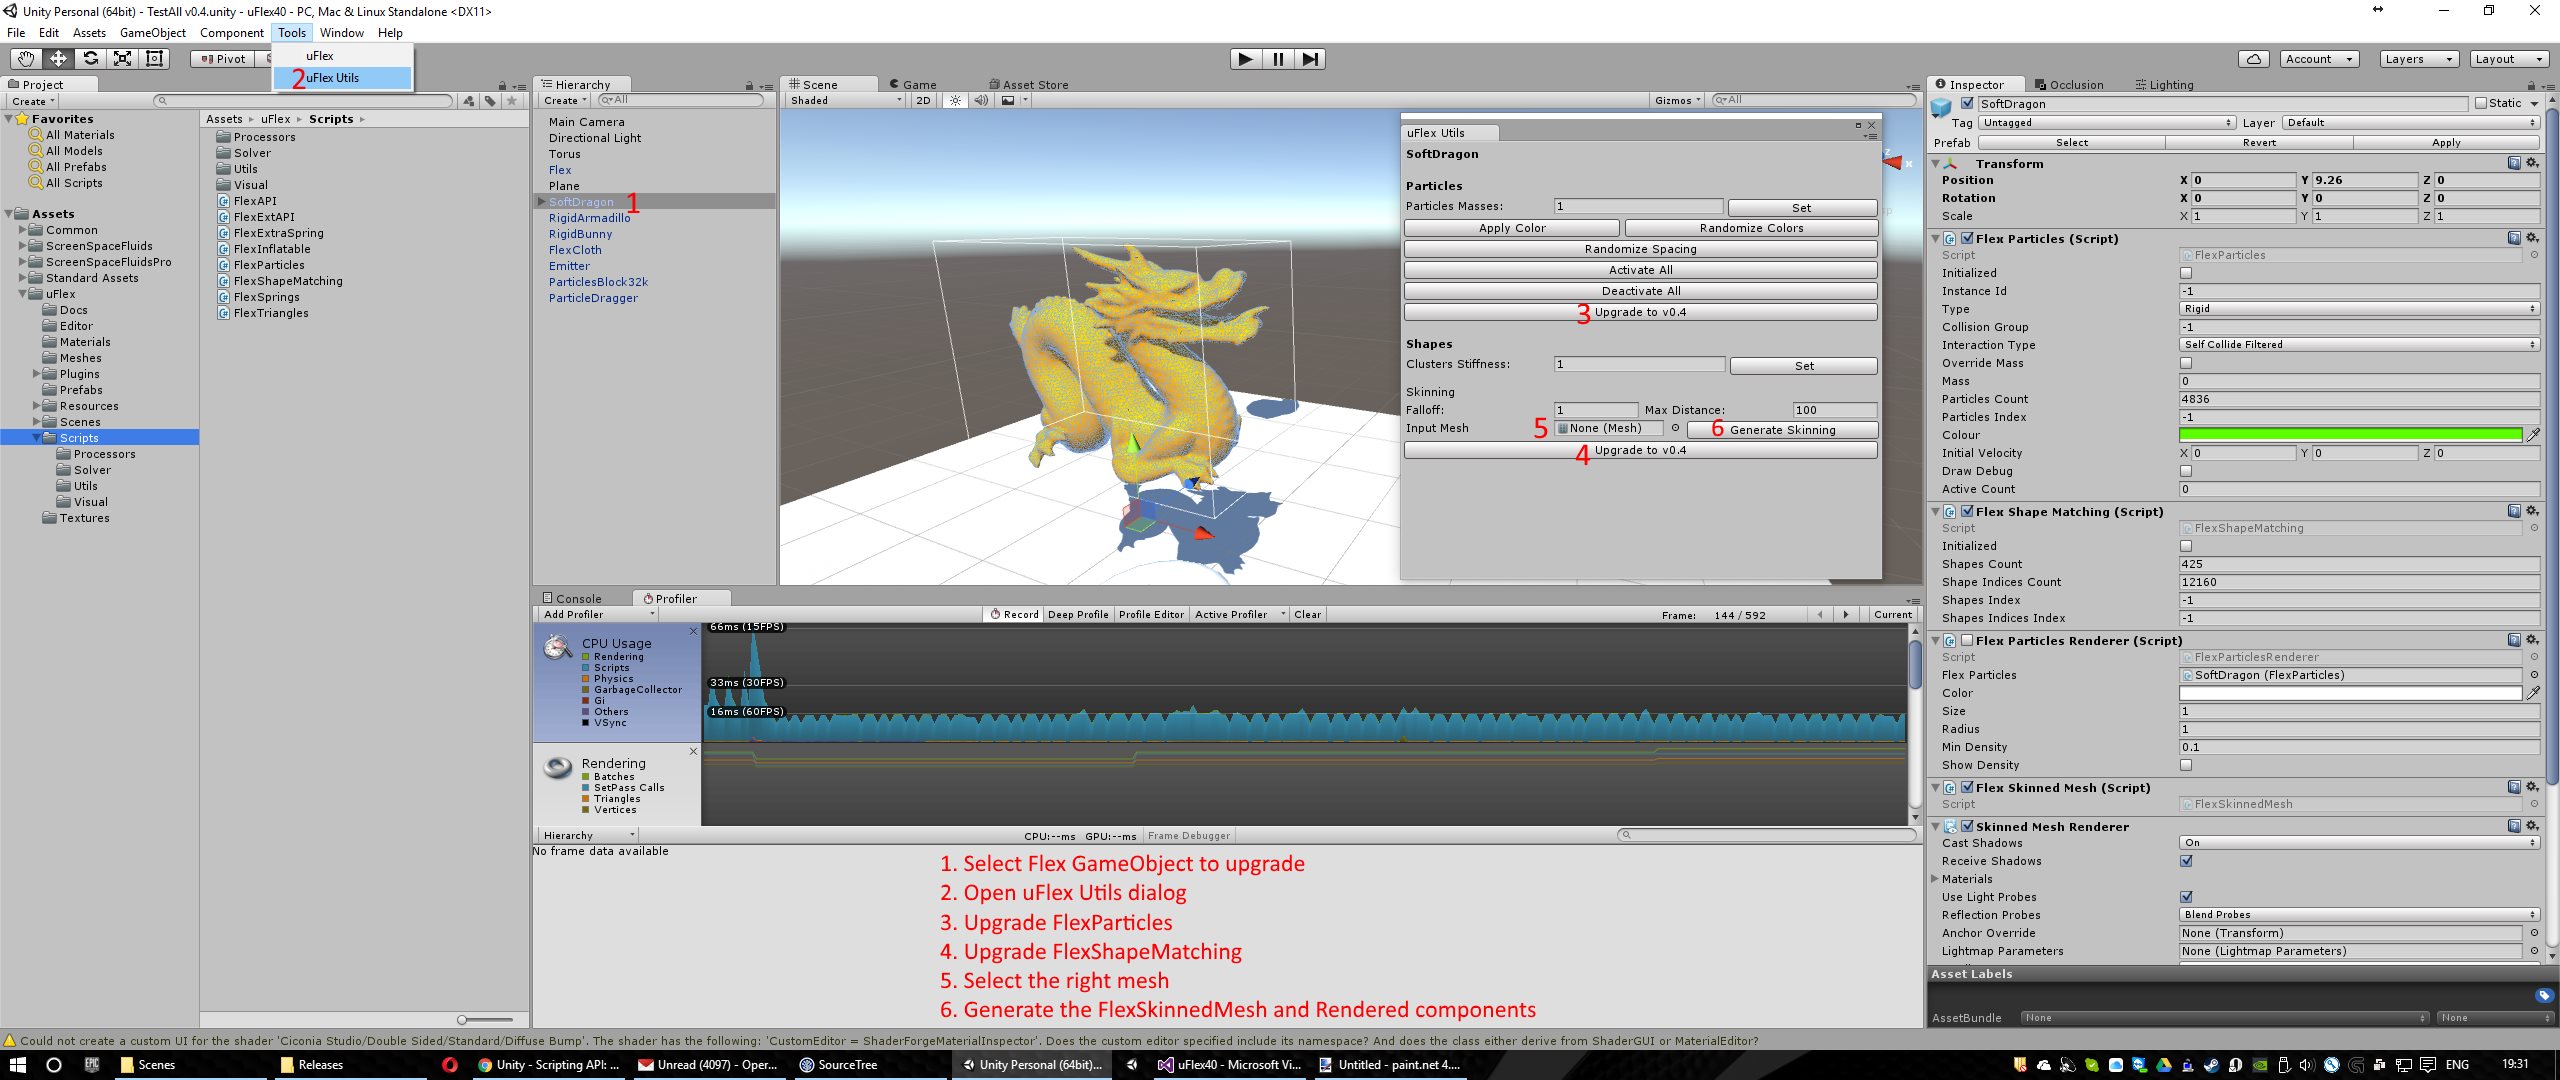 Unity Personal (64bit) - TestAll v0.4.unity - uFlex40 - PC, Mac & Linux Standalone <DX11>
File Edit Assets GameObject Component Tools Window Help
uFlex
2 uFlex Utils
Pivot
Account Layers Layout
Project
Create
Favorites
All Materials
All Models
All Prefabs
All Scripts
Assets
Common
ScreenSpaceFluids
ScreenSpaceFluidsPro
Standard Assets
uFlex
Docs
Editor
Materials
Meshes
Plugins
Prefabs
Resources
Scenes
Scripts
Processors
Solver
Utils
Visual
Textures
Assets uFlex Scripts
Processors
Solver
Utils
Visual
FlexAPI
FlexExtAPI
FlexExtraSpring
FlexInflatable
FlexParticles
FlexShapeMatching
FlexSprings
FlexTriangles
Hierarchy
Create All
Main Camera
Directional Light
Torus
Flex
Plane
SoftDragon 1
RigidArmadillo
RigidBunny
FlexCloth
Emitter
ParticlesBlock32k
ParticleDragger
Scene Game Asset Store
Shaded 2D Gizmos All
z
x
uFlex Utils
SoftDragon
Particles
Particles Masses: 1 Set
Apply Color Randomize Colors
Randomize Spacing
Activate All
Deactivate All
3 Upgrade to v0.4
Shapes
Clusters Stiffness: 1 Set
Skinning
Falloff: 1 Max Distance: 100
Input Mesh 5 None (Mesh) 6 Generate Skinning
4 Upgrade to v0.4
Console Profiler
Add Profiler Record Deep Profile Profile Editor Active Profiler Clear Frame: 144 / 592 Current
CPU Usage
Rendering
Scripts
Physics
GarbageCollector
Gi
Others
VSync
66ms (15FPS)
33ms (30FPS)
16ms (60FPS)
Rendering
Batches
SetPass Calls
Triangles
Vertices
Hierarchy CPU:--ms GPU:--ms Frame Debugger
No frame data available
1. Select Flex GameObject to upgrade
2. Open uFlex Utils dialog
3. Upgrade FlexParticles
4. Upgrade FlexShapeMatching
5. Select the right mesh
6. Generate the FlexSkinnedMesh and Rendered components
Inspector Occlusion Lighting
SoftDragon Static
Tag Untagged Layer Default
Prefab Select Revert Apply
Transform
Position X 0 Y 9.26 Z 0
Rotation X 0 Y 0 Z 0
Scale X 1 Y 1 Z 1
Flex Particles (Script)
Script FlexParticles
Initialized
Instance Id -1
Type Rigid
Collision Group -1
Interaction Type Self Collide Filtered
Override Mass
Mass 0
Particles Count 4836
Particles Index -1
Colour
Initial Velocity X 0 Y 0 Z 0
Draw Debug
Active Count 0
Flex Shape Matching (Script)
Script FlexShapeMatching
Initialized
Shapes Count 425
Shape Indices Count 12160
Shapes Index -1
Shapes Indices Index -1
Flex Particles Renderer (Script)
Script FlexParticlesRenderer
Flex Particles SoftDragon (FlexParticles)
Color
Size 1
Radius 1
Min Density 0.1
Show Density
Flex Skinned Mesh (Script)
Script FlexSkinnedMesh
Skinned Mesh Renderer
Cast Shadows On
Receive Shadows
Materials
Use Light Probes
Reflection Probes Blend Probes
Anchor Override None (Transform)
Lightmap Parameters None (Lightmap Parameters)
Asset Labels
AssetBundle None None
Could not create a custom UI for the shader 'Ciconia Studio/Double Sided/Standard/Diffuse Bump'. The shader has the following: 'CustomEditor = ShaderForgeMaterialInspector'. Does the custom editor specified include its namespace? And does the class either derive from ShaderGUI or MaterialEditor?
EPIC Scenes Releases Unity - Scripting API:... Unread (4097) - Oper... SourceTree Unity Personal (64bit)... uFlex40 - Microsoft Vi... Untitled - paint.net 4.... ENG 19:31